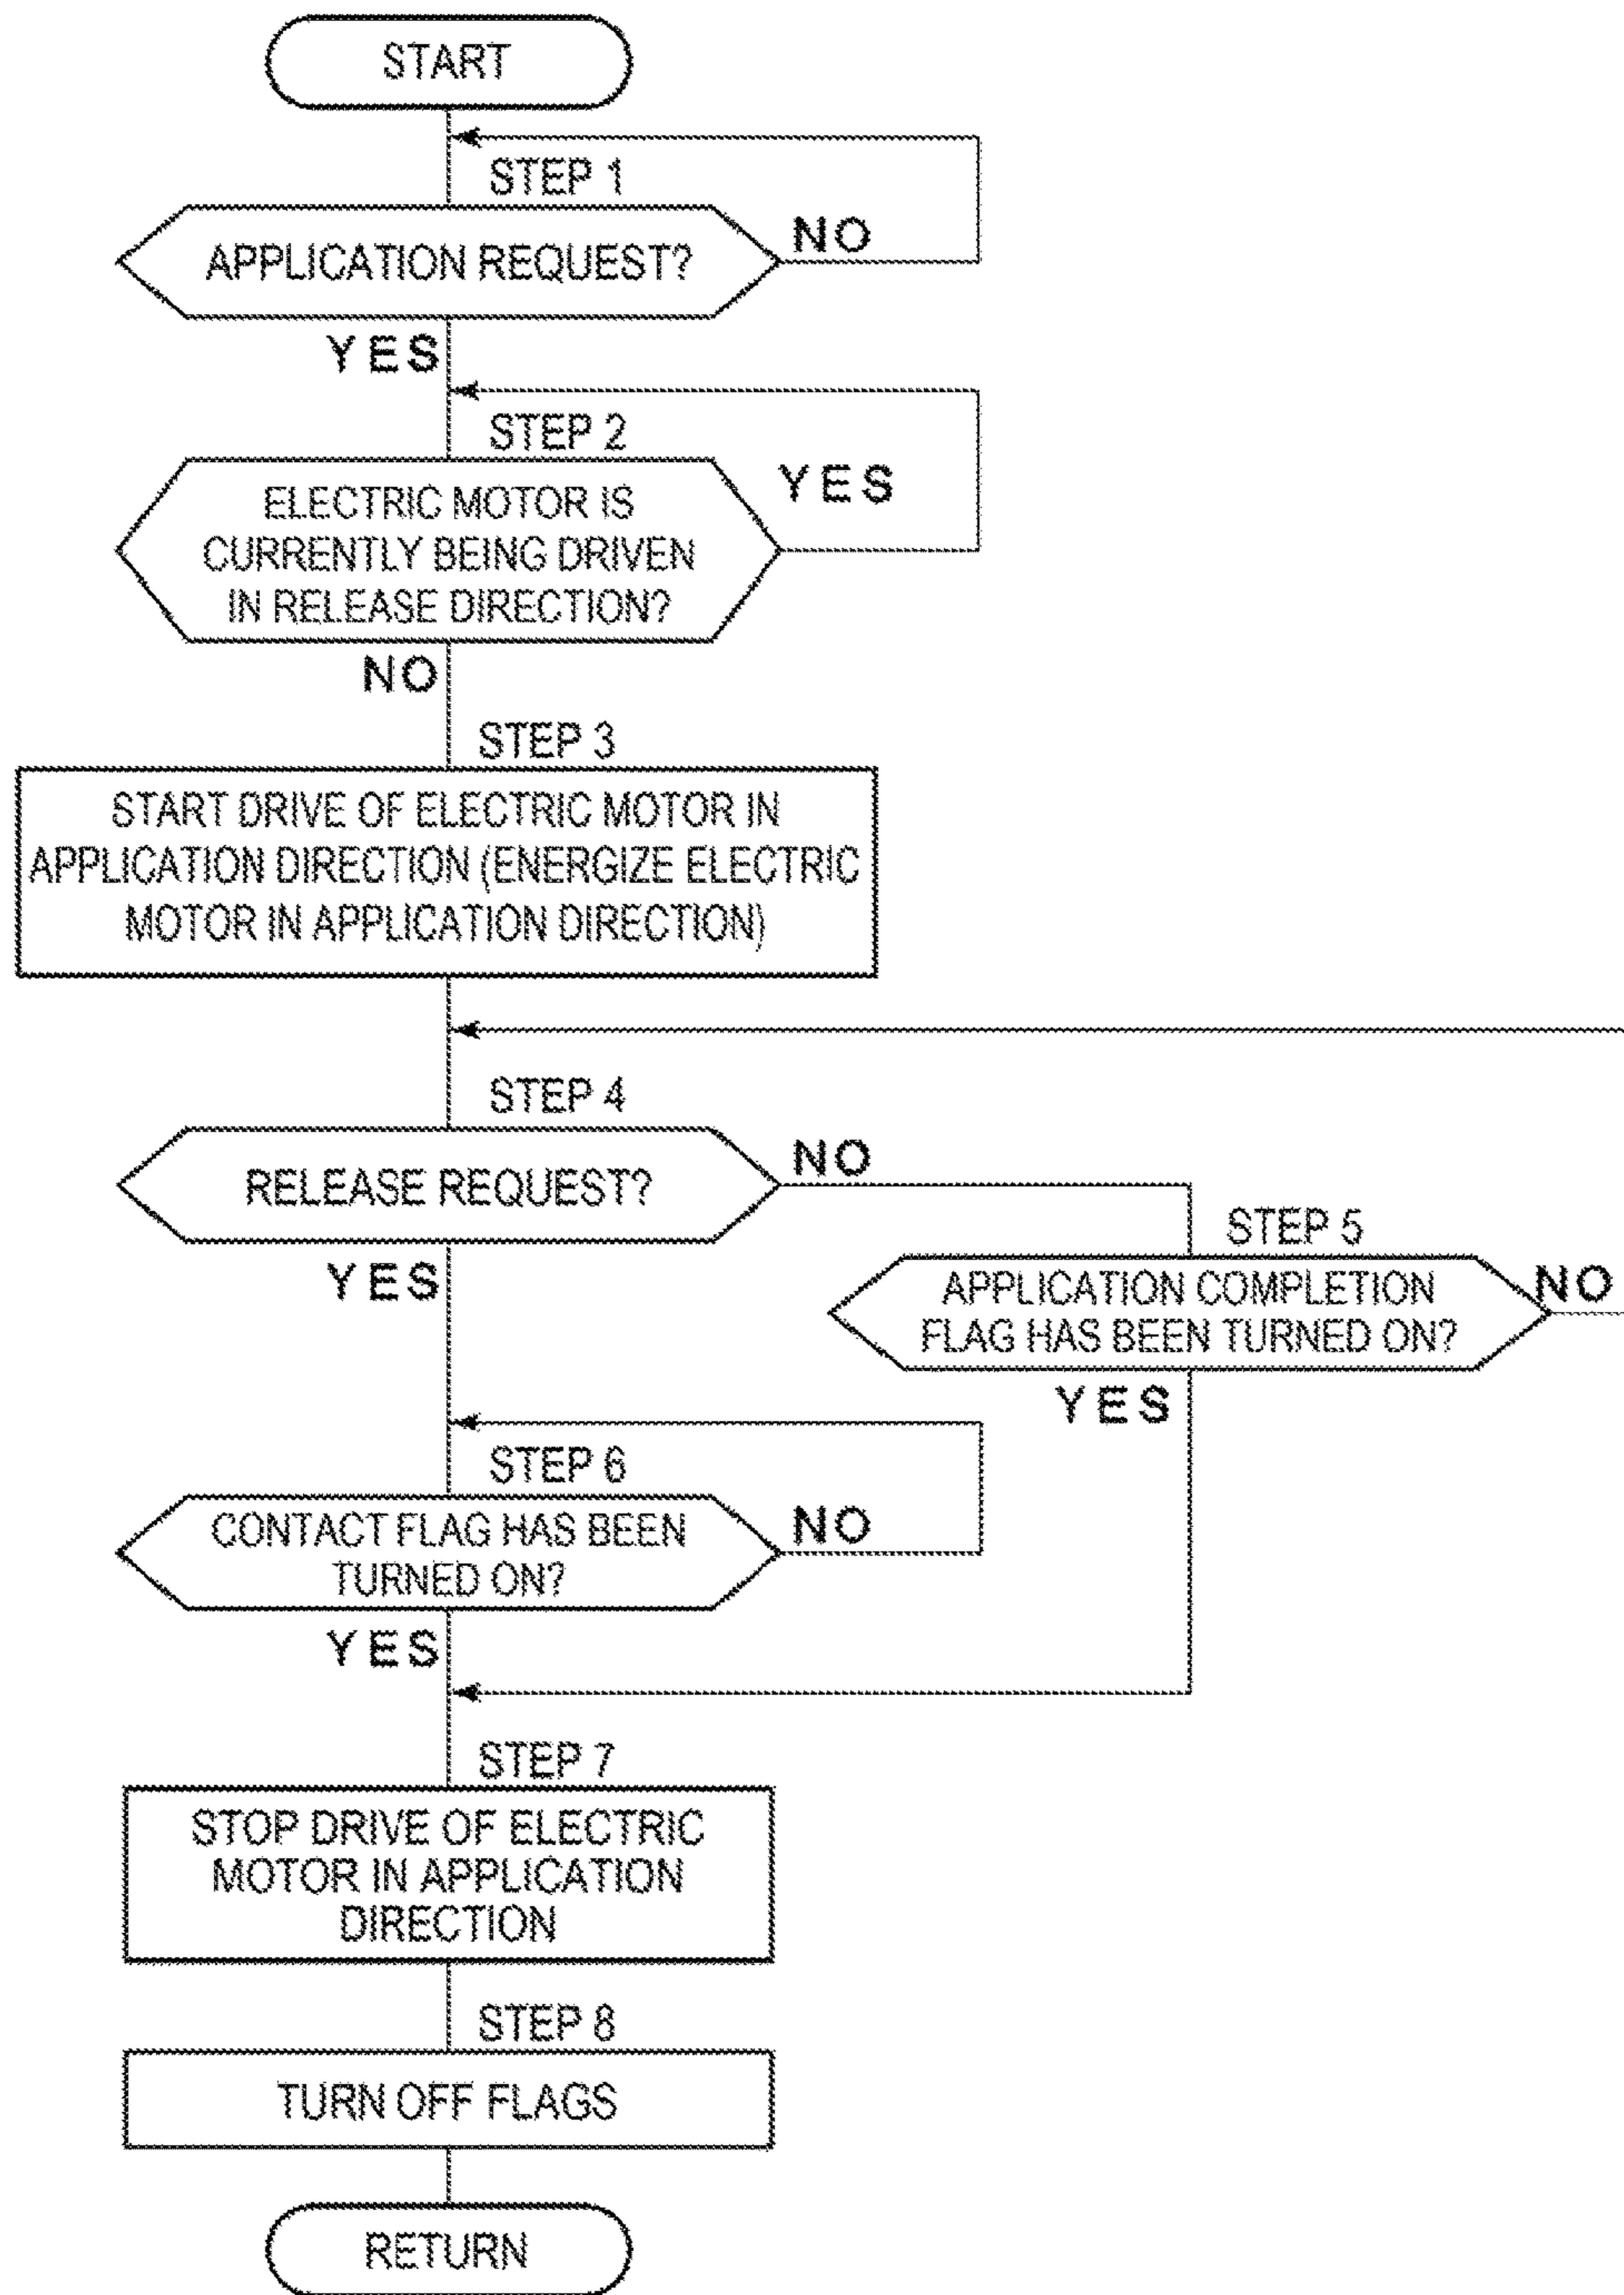 START
STEP 1
APPLICATION REQUEST?
NO
YES
STEP 2
ELECTRIC MOTOR IS
CURRENTLY BEING DRIVEN
IN RELEASE DIRECTION?
YES
NO
STEP 3
START DRIVE OF ELECTRIC MOTOR IN
APPLICATION DIRECTION (ENERGIZE ELECTRIC
MOTOR IN APPLICATION DIRECTION)
STEP 4
RELEASE REQUEST?
NO
YES
STEP 5
APPLICATION COMPLETION
FLAG HAS BEEN TURNED ON?
NO
YES
STEP 6
CONTACT FLAG HAS BEEN
TURNED ON?
NO
YES
STEP 7
STOP DRIVE OF ELECTRIC
MOTOR IN APPLICATION
DIRECTION
STEP 8
TURN OFF FLAGS
RETURN